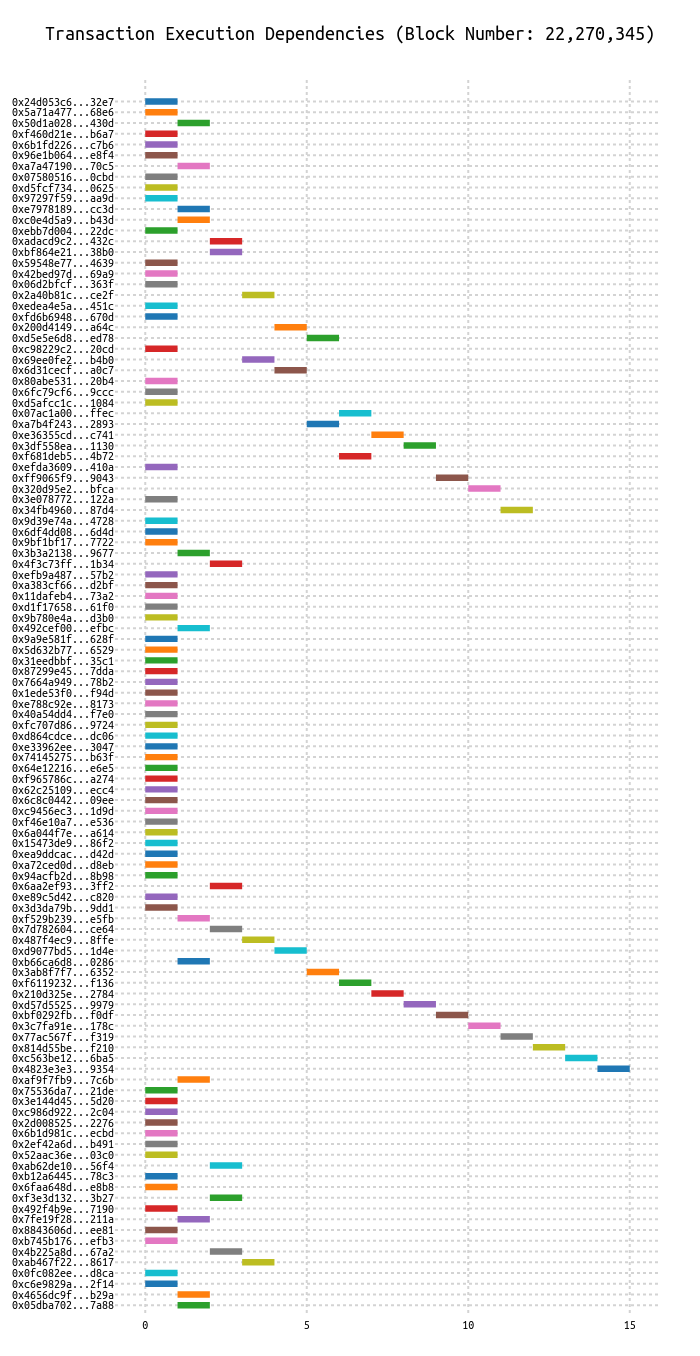 Transaction Execution Dependencies (Block Number: 22,270,345)
0x24d053c6...32e7
0x5a71a477...68e6
0x50d1a028...430d
0xf460d21e...b6a7
0x6b1fd226...c7b6
0x96e1b064...e8f4
0xa7a47190...70c5
0x07580516...0cbd
0xd5fcf734...0625
0x97297f59...aa9d
0xe7978189...cc3d
0xc0e4d5a9...b43d
0xebb7d004...22dc
0xadacd9c2...432c
0xbf864e21...38b0
0x59548e77...4639
0x42bed97d...69a9
0x06d2bfcf...363f
0x2a40b81c...ce2f
0xedea4e5a...451c
0xfd6b6948...670d
0x200d4149...a64c
0xd5e5e6d8...ed78
0xc98229c2...20cd
0x69ee0fe2...b4b0
0x6d31cecf...a0c7
0x80abe531...20b4
0x6fc79cf6...9ccc
0xd5afcc1c...1084
0x07ac1a00...ffec
0xa7b4f243...2893
0xe36355cd...c741
0x3df558ea...1130
0xf681deb5...4b72
0xefda3609...410a
0xff9065f9...9043
0x320d95e2...bfca
0x3e078772...122a
0x34fb4960...87d4
0x9d39e74a...4728
0x6df4dd08...6d4d
0x9bf1bf17...7722
0x3b3a2138...9677
0x4f3c73ff...1b34
0xefb9a487...57b2
0xa383cf66...d2bf
0x11dafeb4...73a2
0xd1f17658...61f0
0x9b780e4a...d3b0
0x492cef00...efbc
0x9a9e581f...628f
0x5d632b77...6529
0x31eedbbf...35c1
0x87299e45...7dda
0x7664a949...78b2
0x1ede53f0...f94d
0xe788c92e...8173
0x40a54dd4...f7e0
0xfc707d86...9724
0xd864cdce...dc06
0xe33962ee...3047
0x74145275...b63f
0x64e12216...e6e5
0xf965786c...a274
0x62c25109...ecc4
0x6c8c0442...09ee
0xc9456ec3...1d9d
0xf46e10a7...e536
0x6a044f7e...a614
0x15473de9...86f2
0xea9ddcac...d42d
0xa72ced0d...d8eb
0x94acfb2d...8b98
0x6aa2ef93...3ff2
0xe89c5d42...c820
0x3d3da79b...9dd1
0xf529b239...e5fb
0x7d782604...ce64
0x487f4ec9...8ffe
0xd9077bd5...1d4e
0xb66ca6d8...0286
0x3ab8f7f7...6352
0xf6119232...f136
0x210d325e...2784
0xd57d5525...9979
0xbf0292fb...f0df
0x3c7fa91e...178c
0x77ac567f...f319
0x814d55be...f210
0xc563be12...6ba5
0x4823e3e3...9354
0xaf9f7fb9...7c6b
0x75536da7...21de
0x3e144d45...5d20
0xc986d922...2c04
0x2d008525...2276
0x6b1d981c...ecbd
0x2ef42a6d...b491
0x52aac36e...03c0
0xab62de10...56f4
0xb12a6445...78c3
0x6faa648d...e8b8
0xf3e3d132...3b27
0x492f4b9e...7190
0x7fe19f28...211a
0x8843606d...ee81
0xb745b176...efb3
0x4b225a8d...67a2
0xab467f22...8617
0x0fc082ee...d8ca
0xc6e9829a...2f14
0x4656dc9f...b29a
0x05dba702...7a88
0 5 10 15